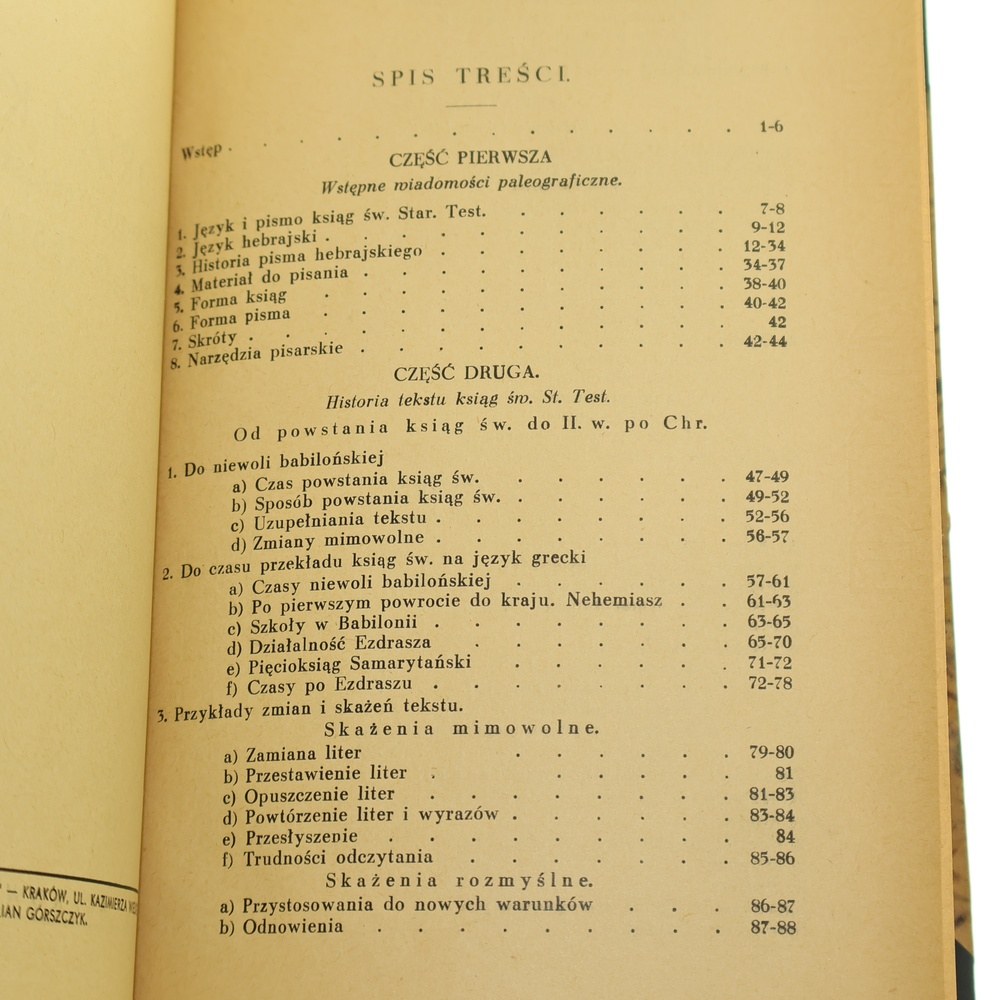 SPIS TREŚCI.
Wstęp . . . . . . . . . . . . 1-6
CZĘŚĆ PIERWSZA
Wstępne wiadomości paleograficzne.
1. Język i pismo ksiąg św. Star. Test. . . . . . . 7-8
2. Język hebrajski . . . . . . . . . . . 9-12
3. Historia pisma hebrajskiego . . . . . . . . 12-34
4. Materiał do pisania . . . . . . . . . . 34-37
5. Forma ksiąg . . . . . . . . . . . 38-40
6. Forma pisma . . . . . . . . . . . 40-42
7. Skróty . . . . . . . . . . . . 42
8. Narzędzia pisarskie . . . . . . . . . . 42-44
CZĘŚĆ DRUGA.
Historia tekstu ksiąg św. St. Test.
Od powstania ksiąg św. do II. w. po Chr.
1. Do niewoli babilońskiej
a) Czas powstania ksiąg św. . . . . . . 47-49
b) Sposób powstania ksiąg św. . . . . . . 49-52
c) Uzupełniania tekstu . . . . . . . . 52-56
d) Zmiany mimowolne . . . . . . . . 56-57
2. Do czasu przekładu ksiąg św. na język grecki
a) Czasy niewoli babilońskiej . . . . . . 57-61
b) Po pierwszym powrocie do kraju. Nehemiasz . . 61-63
c) Szkoły w Babilonii . . . . . . . . 63-65
d) Działalność Ezdrasza . . . . . . . 65-70
e) Pięcioksiąg Samarytański . . . . . . 71-72
f) Czasy po Ezdraszu . . . . . . . . 72-78
3. Przykłady zmian i skażeń tekstu.
Skażenia mimowolne.
a) Zamiana liter . . . . . . 79-80
b) Przestawienie liter . . . . . . 81
c) Opuszczenie liter . . . . . . . . 81-83
d) Powtórzenie liter i wyrazów . . . . . . 83-84
e) Przesłyszenie . . . . . . . . . 84
f) Trudności odczytania . . . . . . . 85-86
Skażenia rozmyślne.
a) Przystosowania do nowych warunków . . . 86-87
b) Odnowienia . . . . . . . . . 87-88
— KRAKÓW, UL. KAZIMIERZA
IAN GÓRSZCZYK.